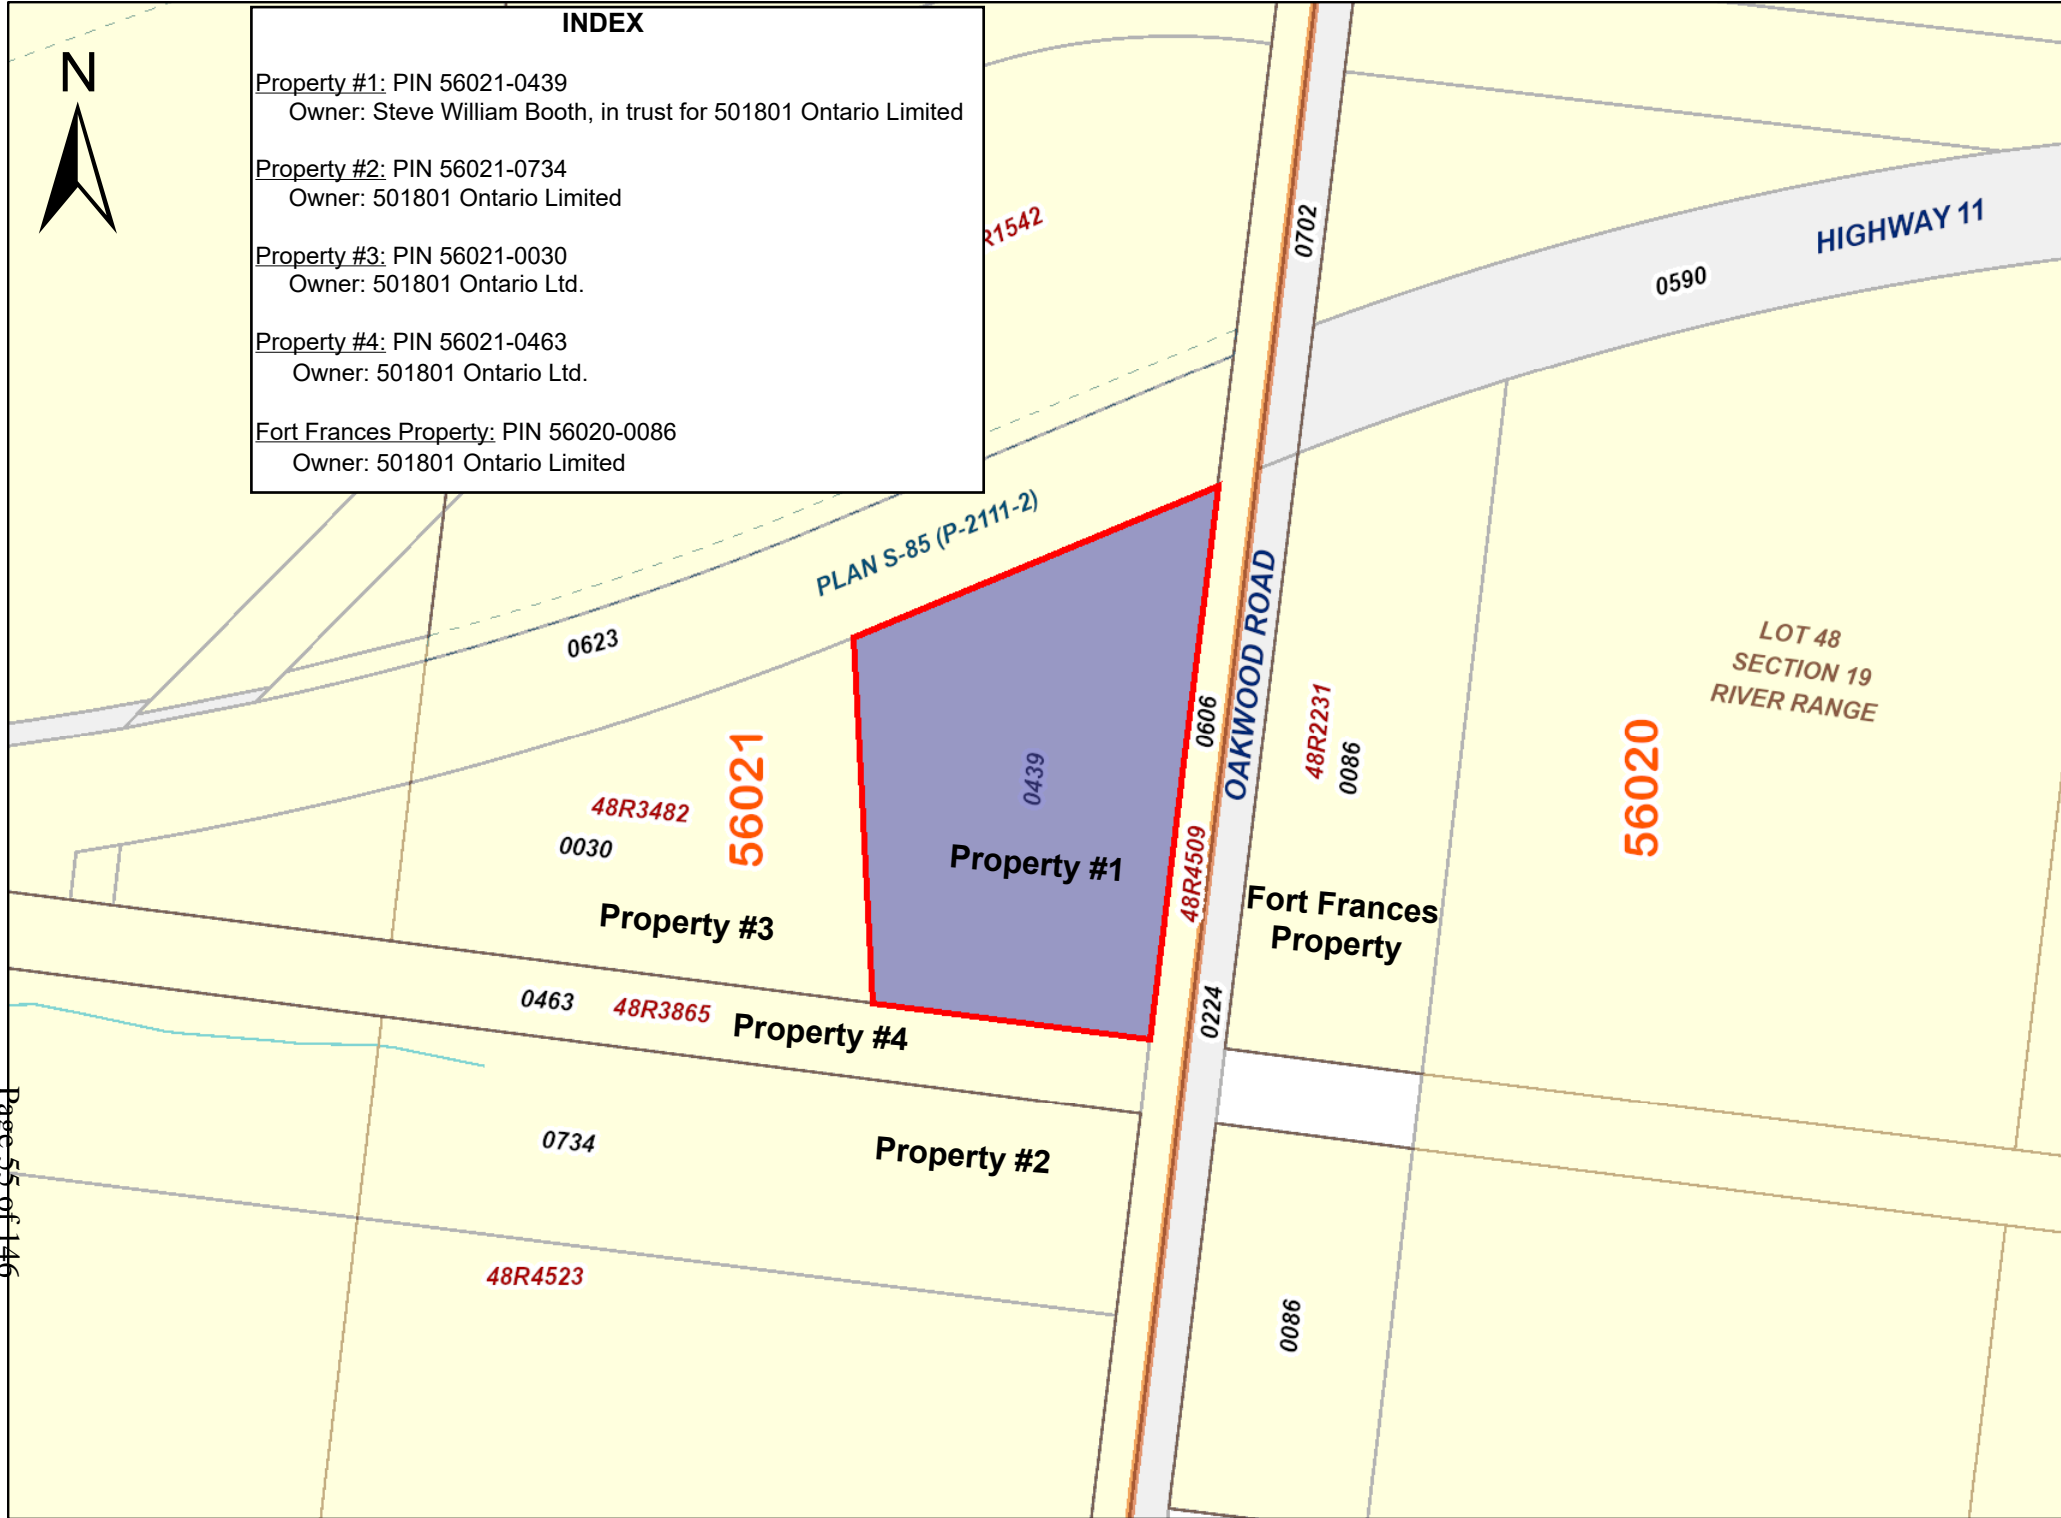 INDEX
Property #1: PIN 56021-0439
Owner: Steve William Booth, in trust for 501801 Ontario Limited
Property #2: PIN 56021-0734
Owner: 501801 Ontario Limited
Property #3: PIN 56021-0030
Owner: 501801 Ontario Ltd.
Property #4: PIN 56021-0463
Owner: 501801 Ontario Ltd.
Fort Frances Property: PIN 56020-0086
Owner: 501801 Ontario Limited
N
R1542
0702
HIGHWAY 11
0590
PLAN S-85 (P-2111-2)
0623
OAKWOOD ROAD
LOT 48
SECTION 19
RIVER RANGE
0606
48R2231
0086
56020
56021
0439
48R3482
0030
Property #1
48R4509
Fort Frances
Property
Property #3
0463
48R3865
Property #4
0224
0734
Property #2
48R4523
0086
Page 55 of 146